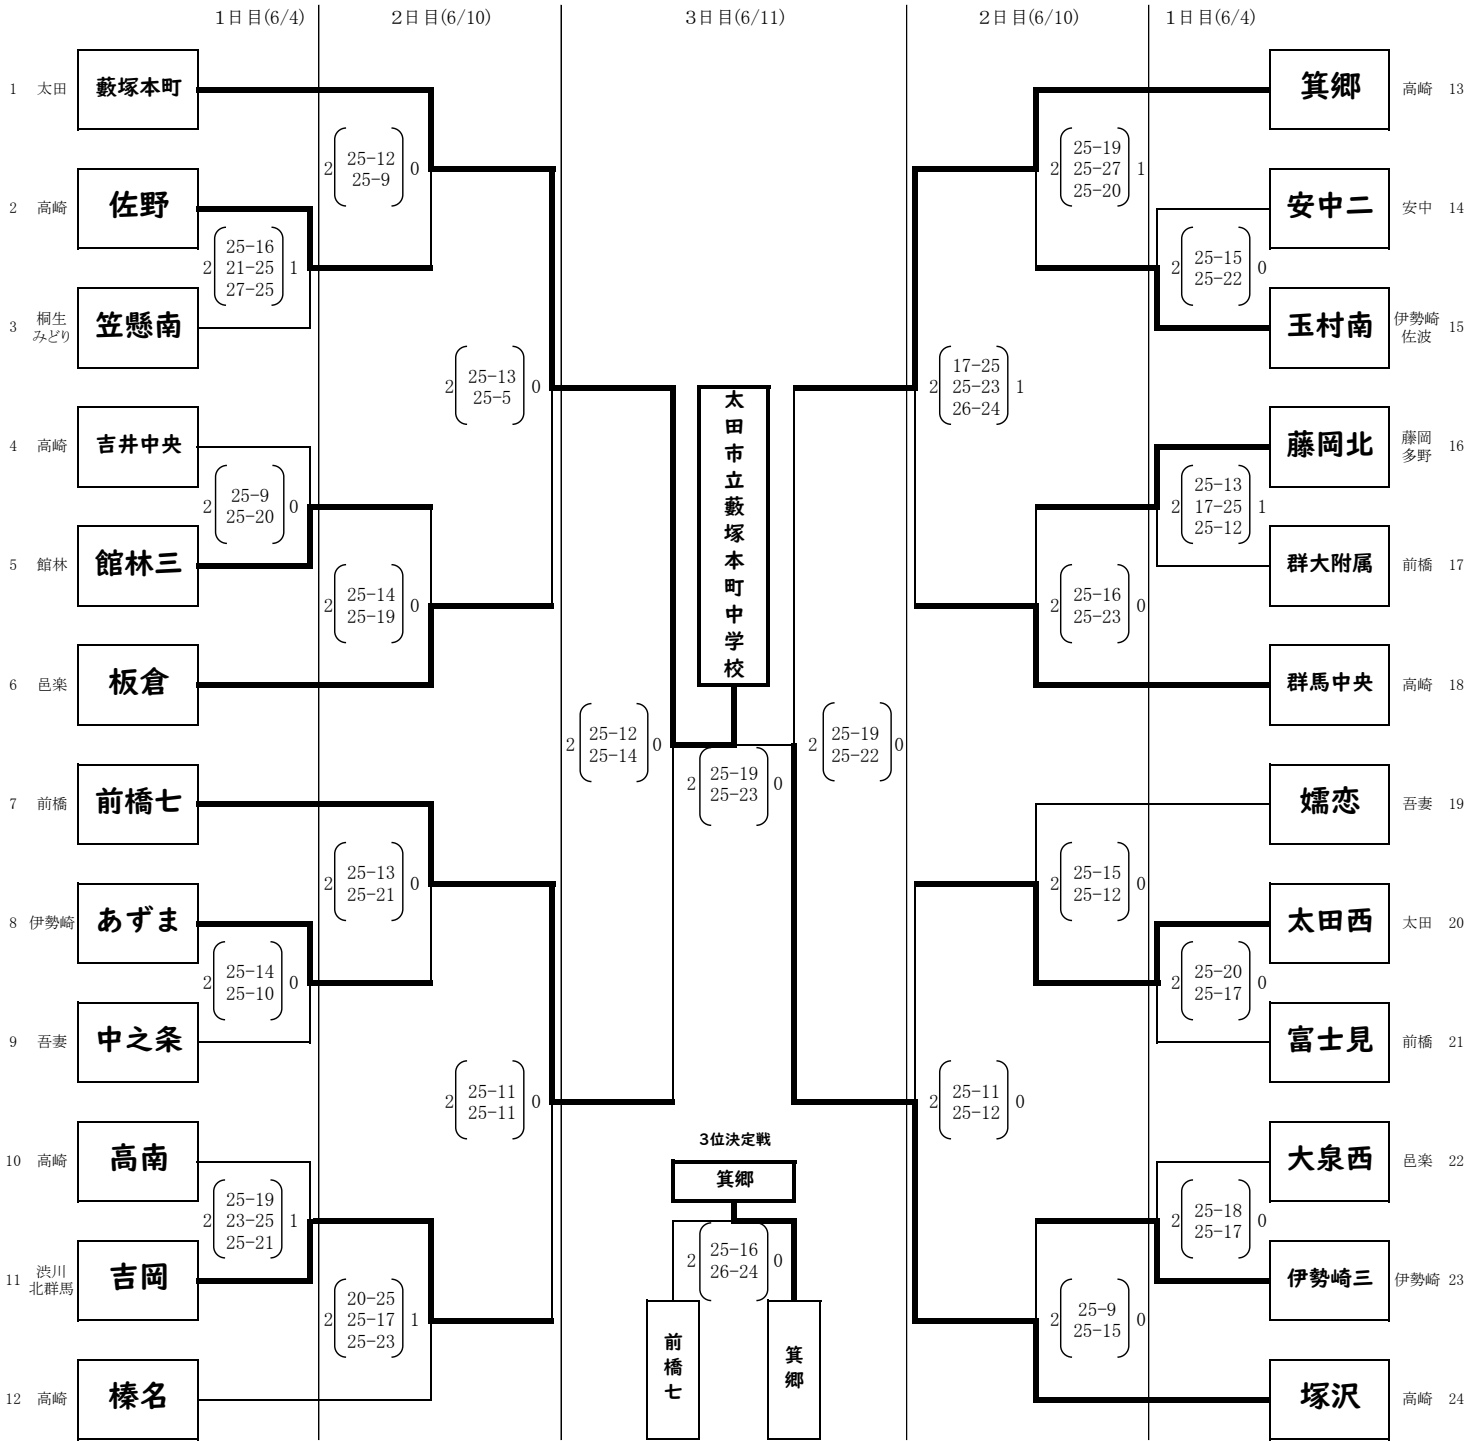 1日目(6/4)
2日目(6/10)
3日目(6/11)
2日目(6/10)
1日目(6/4)
1 太田 藪塚本町
2 高崎 佐野
3 桐生みどり 笠懸南
4 高崎 吉井中央
5 館林 館林三
6 邑楽 板倉
7 前橋 前橋七
8 伊勢崎 あずま
9 吾妻 中之条
10 高崎 高南
11 渋川北群馬 吉岡
12 高崎 榛名
2 25-16 1
21-25
27-25
2 25-9 0
25-20
2 25-14 0
25-10
2 25-19 1
23-25
25-21
2 25-12 0
25-9
2 25-14 0
25-19
2 25-13 0
25-21
2 20-25 1
25-17
25-23
2 25-13 0
25-5
2 25-11 0
25-11
2 25-12 0
25-14
太田市立藪塚本町中学校
2 25-19 0
25-23
3位決定戦
箕郷
2 25-16 0
26-24
前橋七
箕郷
2 25-19 0
25-22
2 17-25 1
25-23
26-24
2 25-11 0
25-12
2 25-19 1
25-27
25-20
2 25-16 0
25-23
2 25-15 0
25-12
2 25-9 0
25-15
2 25-15 0
25-22
2 25-13 1
17-25
25-12
2 25-20 0
25-17
2 25-18 0
25-17
箕郷 高崎 13
安中二 安中 14
玉村南 伊勢崎佐波 15
藤岡北 藤岡多野 16
群大附属 前橋 17
群馬中央 高崎 18
嬬恋 吾妻 19
太田西 太田 20
富士見 前橋 21
大泉西 邑楽 22
伊勢崎三 伊勢崎 23
塚沢 高崎 24